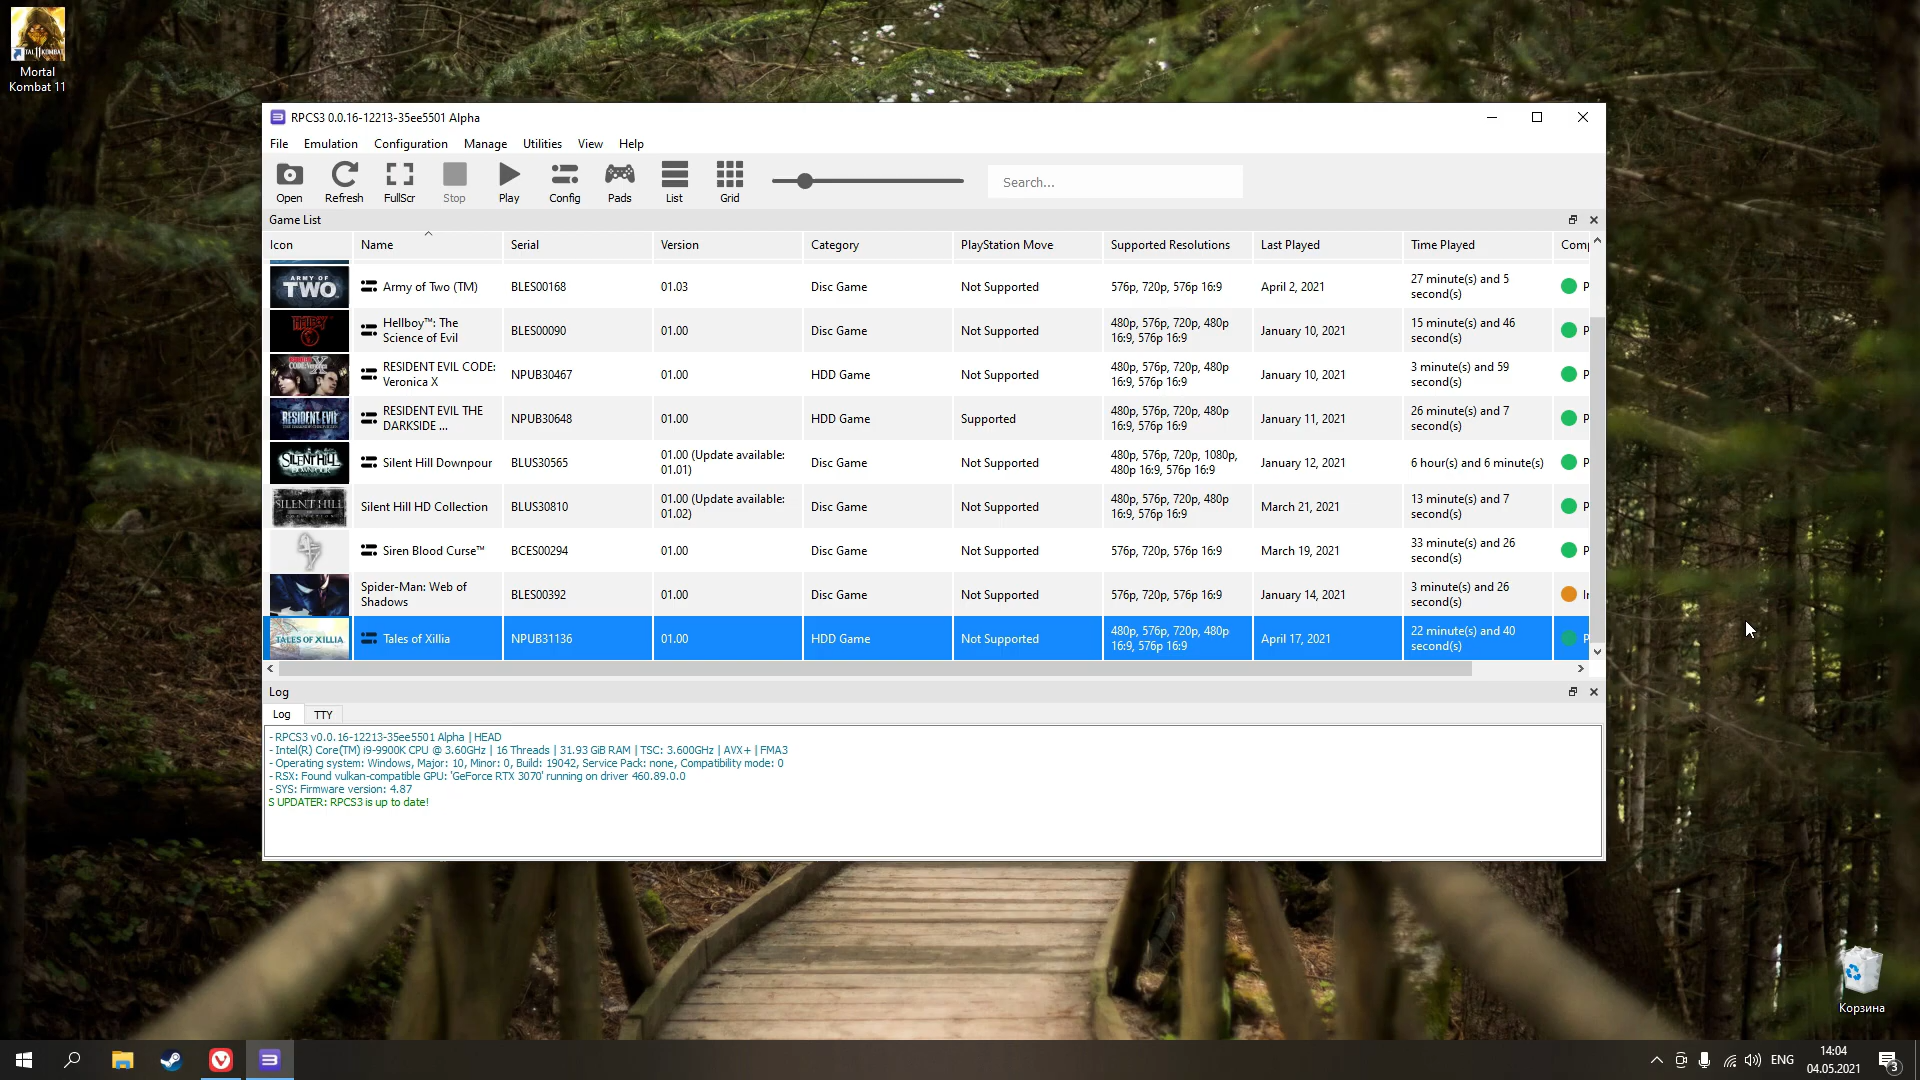 Mortal
Kombat 11
RPCS3 0.0.16-12213-35ee5501 Alpha
File Emulation Configuration Manage Utilities View Help
Open Refresh FullScr Stop Play Config Pads List Grid
Search...
Game List
Icon Name Serial Version Category PlayStation Move Supported Resolutions Last Played Time Played Comp
ARMY OF
TWO
Army of Two (TM) BLES00168 01.03 Disc Game Not Supported 576p, 720p, 576p 16:9 April 2, 2021
27 minute(s) and 5
second(s)
P
HELLBOY
Hellboy™: The
Science of Evil
BLES00090 01.00 Disc Game Not Supported
480p, 576p, 720p, 480p
16:9, 576p 16:9
January 10, 2021
15 minute(s) and 46
second(s)
P
RESIDENT EVIL CODE:
Veronica X
NPUB30467 01.00 HDD Game Not Supported
480p, 576p, 720p, 480p
16:9, 576p 16:9
January 10, 2021
3 minute(s) and 59
second(s)
P
RESIDENT EVIL
RESIDENT EVIL THE
DARKSIDE ...
NPUB30648 01.00 HDD Game Supported
480p, 576p, 720p, 480p
16:9, 576p 16:9
January 11, 2021
26 minute(s) and 7
second(s)
P
SILENT HILL
DOWNPOUR
Silent Hill Downpour BLUS30565
01.00 (Update available:
01.01)
Disc Game Not Supported
480p, 576p, 720p, 1080p,
480p 16:9, 576p 16:9
January 12, 2021 6 hour(s) and 6 minute(s)
P
SILENT HILL
Silent Hill HD Collection BLUS30810
01.00 (Update available:
01.02)
Disc Game Not Supported
480p, 576p, 720p, 480p
16:9, 576p 16:9
March 21, 2021
13 minute(s) and 7
second(s)
P
Siren Blood Curse™ BCES00294 01.00 Disc Game Not Supported 576p, 720p, 576p 16:9 March 19, 2021
33 minute(s) and 26
second(s)
P
Spider-Man: Web of
Shadows
BLES00392 01.00 Disc Game Not Supported 576p, 720p, 576p 16:9 January 14, 2021
3 minute(s) and 26
second(s)
In
TALES OF XILLIA
Tales of Xillia NPUB31136 01.00 HDD Game Not Supported
480p, 576p, 720p, 480p
16:9, 576p 16:9
April 17, 2021
22 minute(s) and 40
second(s)
P
Log
Log TTY
- RPCS3 v0.0.16-12213-35ee5501 Alpha | HEAD
- Intel(R) Core(TM) i9-9900K CPU @ 3.60GHz | 16 Threads | 31.93 GiB RAM | TSC: 3.600GHz | AVX+ | FMA3
- Operating system: Windows, Major: 10, Minor: 0, Build: 19042, Service Pack: none, Compatibility mode: 0
- RSX: Found vulkan-compatible GPU: 'GeForce RTX 3070' running on driver 460.89.0.0
- SYS: Firmware version: 4.87
S UPDATER: RPCS3 is up to date!
Корзина
ENG
14:04
04.05.2021
3